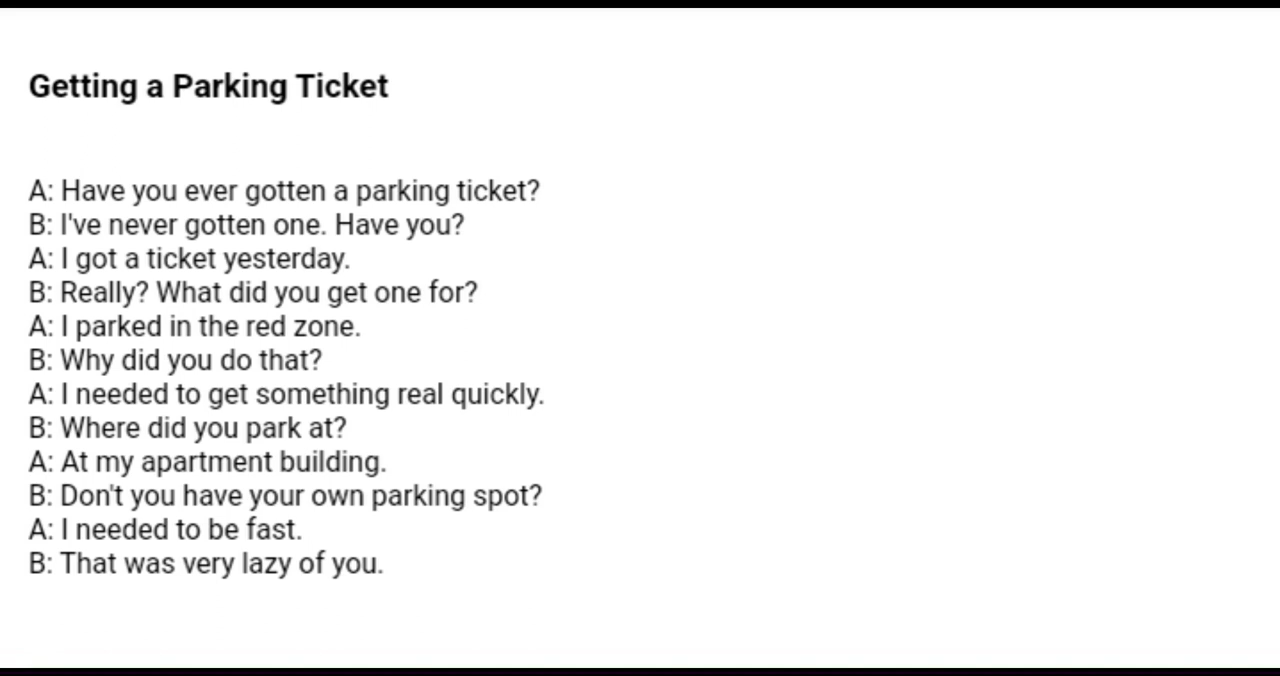 Getting a Parking Ticket
A: Have you ever gotten a parking ticket?
B: I've never gotten one. Have you?
A: I got a ticket yesterday.
B: Really? What did you get one for?
A: I parked in the red zone.
B: Why did you do that?
A: I needed to get something real quickly.
B: Where did you park at?
A: At my apartment building.
B: Don't you have your own parking spot?
A: I needed to be fast.
B: That was very lazy of you.